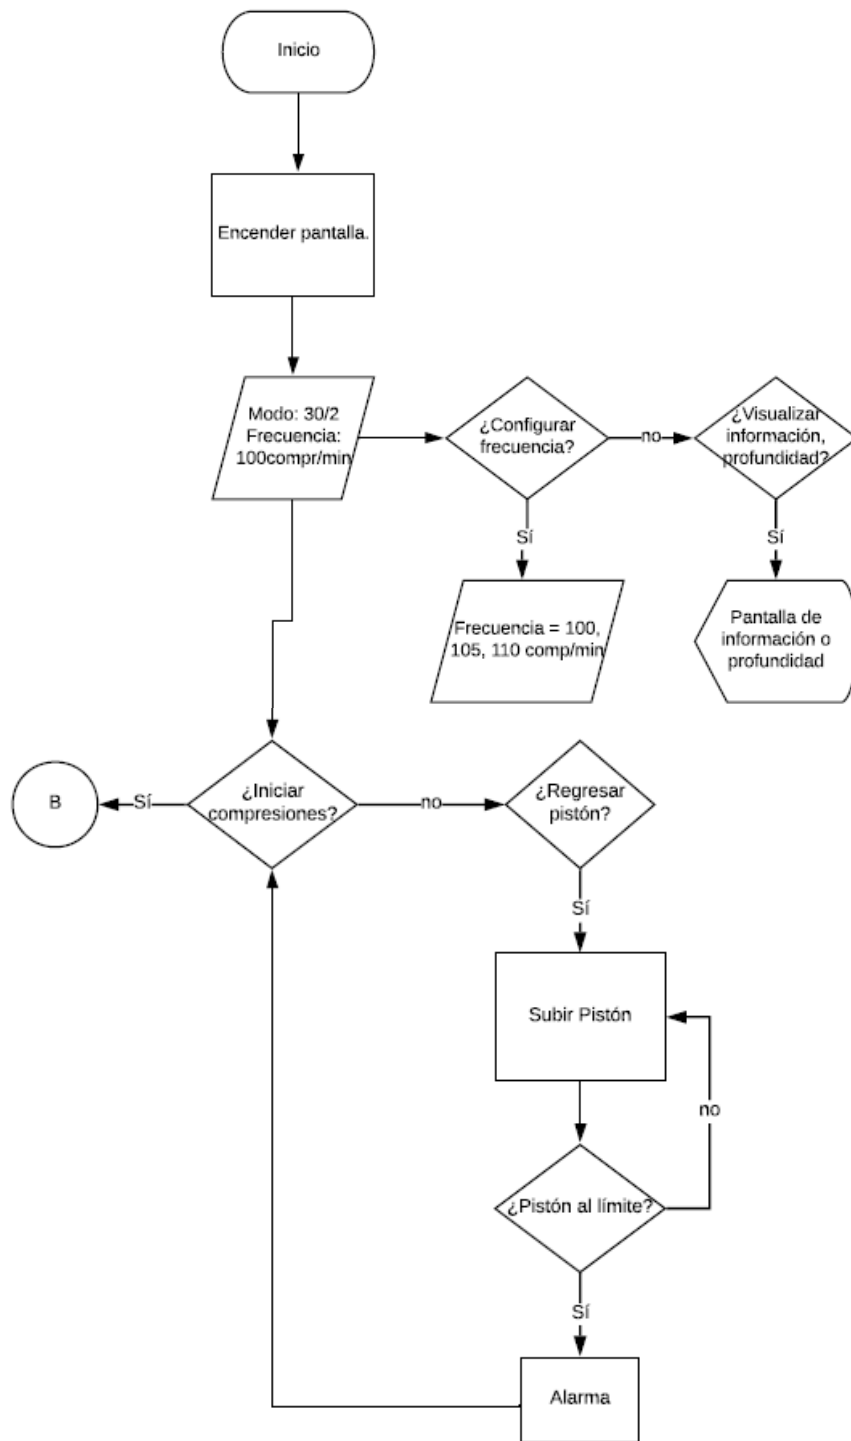 Inicio
Encender pantalla.
Modo: 30/2
Frecuencia:
100compr/min
¿Configurar
frecuencia?
no
¿Visualizar
información,
profundidad?
Sí
Sí
Frecuencia = 100,
105, 110 comp/min
Pantalla de
información o
profundidad
B
Sí
¿Iniciar
compresiones?
no
¿Regresar
pistón?
Sí
Subir Pistón
no
¿Pistón al límite?
Sí
Alarma